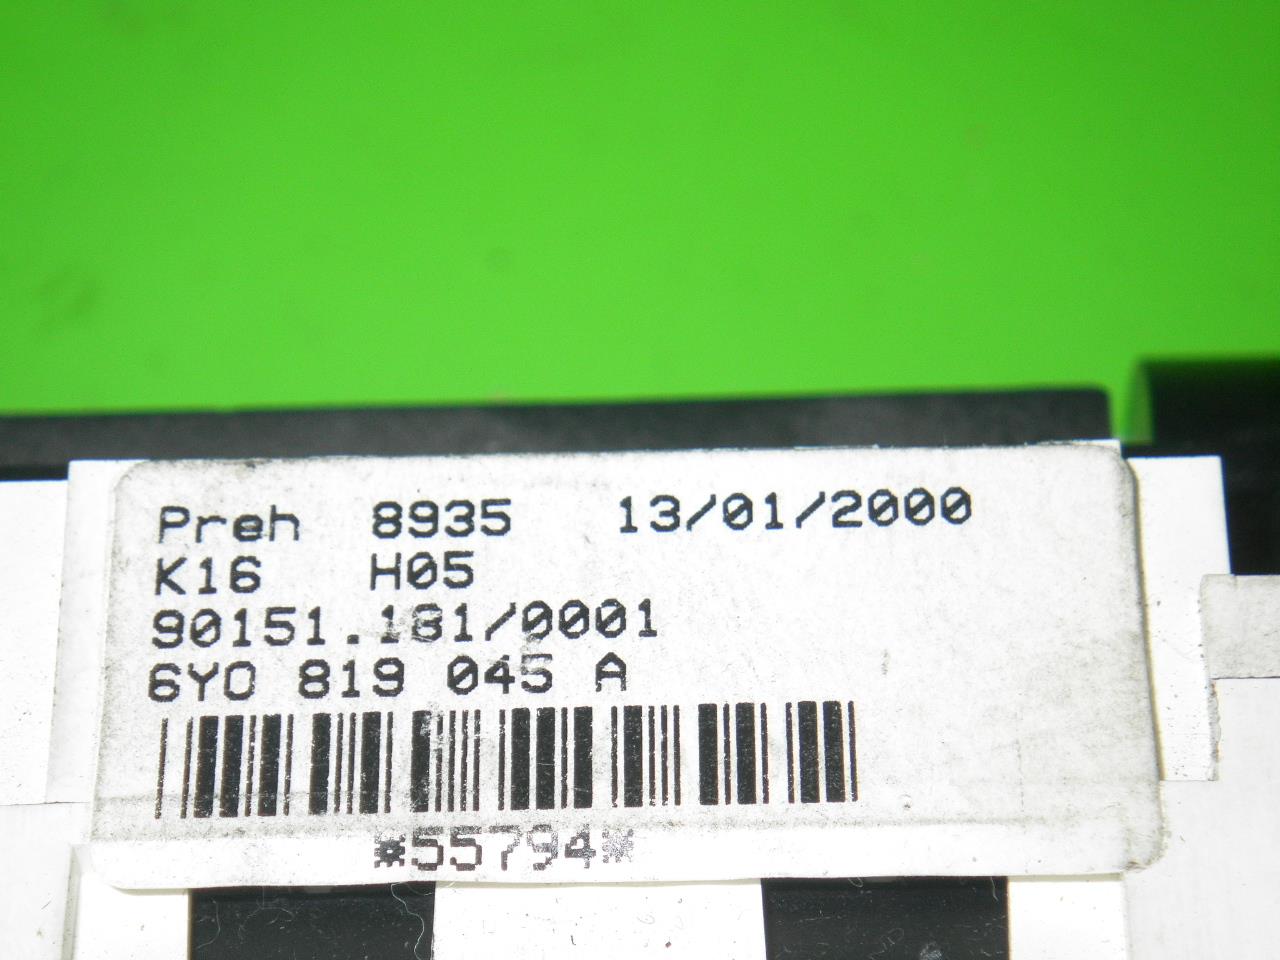 Preh 8935 13/01/2000
K16 H05
90151.181/0001
6Y0 819 045 A
*55794*